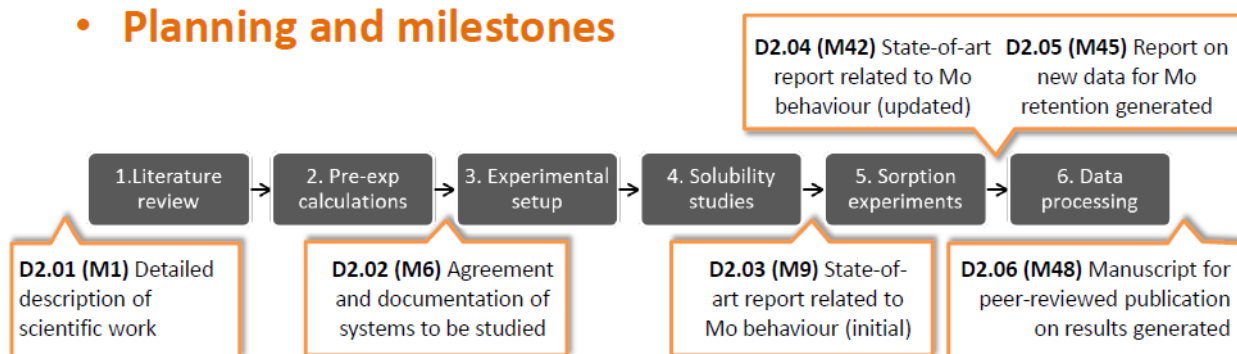 • Planning and milestones
D2.04 (M42) State-of-art
report related to Mo
behaviour (updated)
D2.05 (M45) Report on
new data for Mo
retention generated
1.Literature
review
2. Pre-exp
calculations
3. Experimental
setup
4. Solubility
studies
5. Sorption
experiments
6. Data
processing
D2.01 (M1) Detailed
description of
scientific work
D2.02 (M6) Agreement
and documentation of
systems to be studied
D2.03 (M9) State-of-
art report related to
Mo behaviour (initial)
D2.06 (M48) Manuscript for
peer-reviewed publication
on results generated